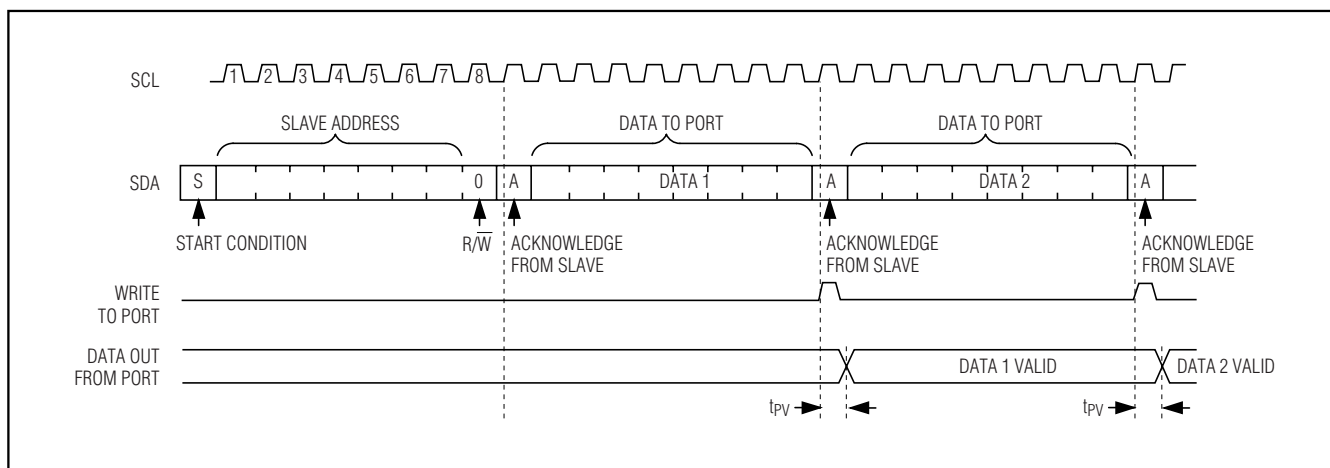 SCL
1 2 3 4 5 6 7 8
SLAVE ADDRESS DATA TO PORT DATA TO PORT
SDA S 0 A DATA 1 A DATA 2 A
START CONDITION R/W̅ ACKNOWLEDGE FROM SLAVE ACKNOWLEDGE FROM SLAVE ACKNOWLEDGE FROM SLAVE
WRITE
TO PORT
DATA OUT
FROM PORT
DATA 1 VALID DATA 2 VALID
tPV tPV